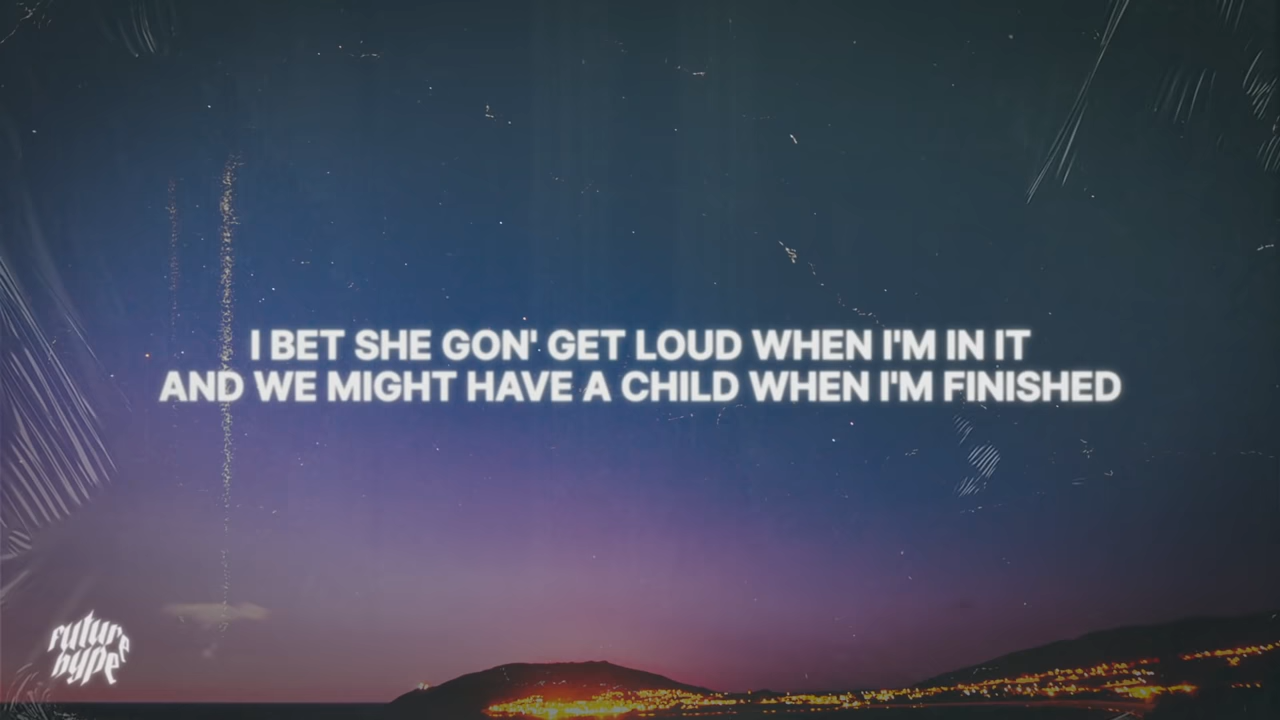 I BET SHE GON' GET LOUD WHEN I'M IN IT
AND WE MIGHT HAVE A CHILD WHEN I'M FINISHED
future
hype